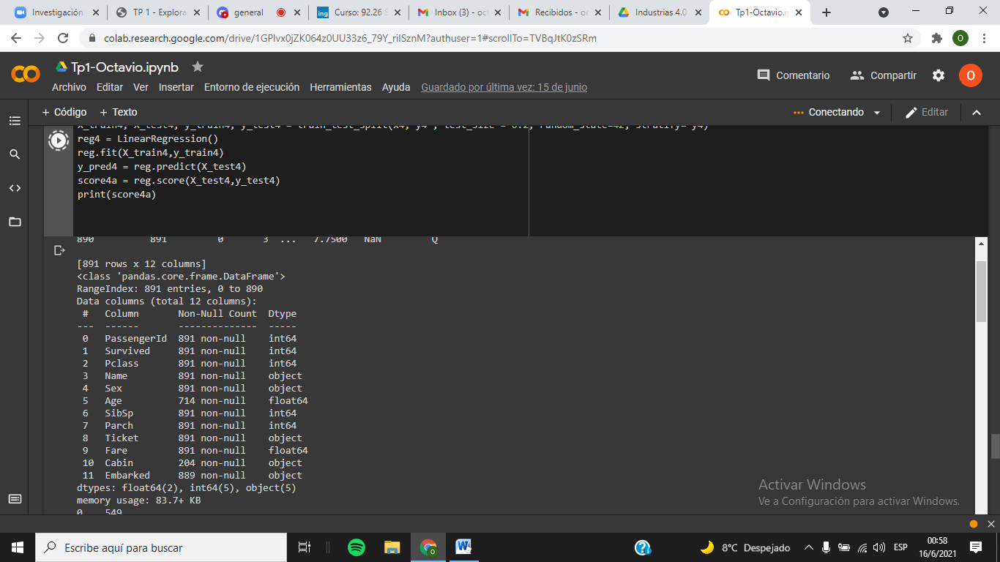 Investigación
TP 1 - Explora
general
ing Curso: 92.26 S
Inbox (3) - oc
Recibidos - oc
Industrias 4.0
Tp1-Octavio.i
colab.research.google.com/drive/
O
Tp1-Octavio.ipynb
Comentario
Compartir
O
Archivo Editar Ver Insertar Entorno de ejecución Herramientas Ayuda Guardado por última vez: 15 de junio
+ Código + Texto
Conectando
Editar
X_train4, X_test4, y_train4, y_test4 = train_test_split(x4, y4 , test_size = 0.2, random_state=42, stratify= y4)
reg4 = LinearRegression()
reg.fit(X_train4,y_train4)
y_pred4 = reg.predict(X_test4)
score4a = reg.score(X_test4,y_test4)
print(score4a)
890 891 0 3 ... 7.7500 NaN Q
[891 rows x 12 columns]
<class 'pandas.core.frame.DataFrame'>
RangeIndex: 891 entries, 0 to 890
Data columns (total 12 columns):
# Column Non-Null Count Dtype
--- ------ -------------- -----
0 PassengerId 891 non-null int64
1 Survived 891 non-null int64
2 Pclass 891 non-null int64
3 Name 891 non-null object
4 Sex 891 non-null object
5 Age 714 non-null float64
6 SibSp 891 non-null int64
7 Parch 891 non-null int64
8 Ticket 891 non-null object
9 Fare 891 non-null float64
10 Cabin 204 non-null object
11 Embarked 889 non-null object
dtypes: float64(2), int64(5), object(5)
memory usage: 83.7+ KB
0 549
Activar Windows
Ve a Configuración para activar Windows.
Escribe aquí para buscar
8°C Despejado
ESP
00:58
16/6/2021